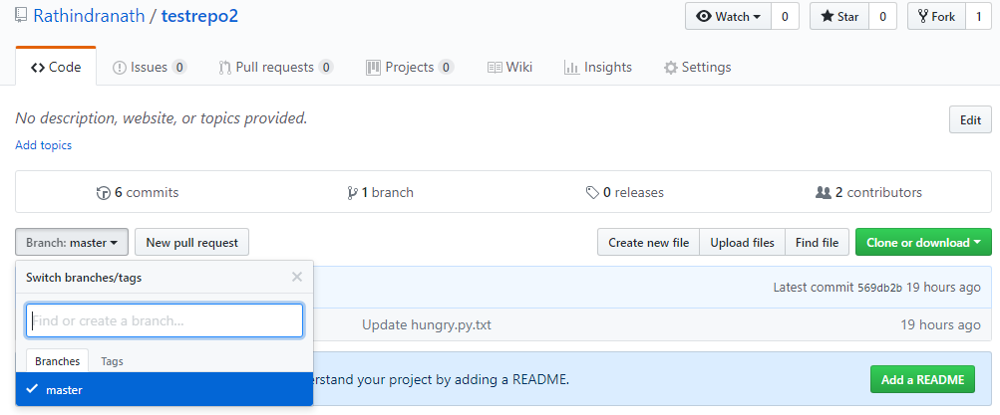 Rathindranath / testrepo2
Watch 0 Star 0 Fork 1
Code Issues 0 Pull requests 0 Projects 0 Wiki Insights Settings
No description, website, or topics provided.
Edit
Add topics
6 commits 1 branch 0 releases 2 contributors
Branch: master New pull request Create new file Upload files Find file Clone or download
Switch branches/tags
Latest commit 569db2b 19 hours ago
Find or create a branch...
Update hungry.py.txt 19 hours ago
Branches Tags
your project by adding a README. Add a README
master